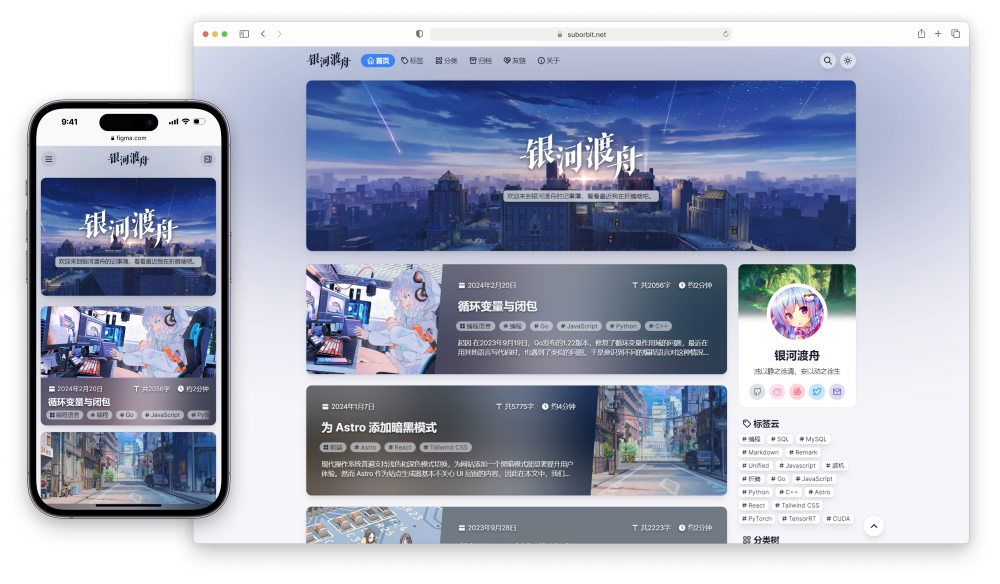 suborbit.net
银河渡舟
首页
标签
分类
归档
友链
关于
银河渡舟
欢迎来到银河渡舟的记事簿，看看最近我在折腾啥吧。
2024年2月20日 共2056字 约2分钟
循环变量与闭包
编程语言 # 编程 # Go # JavaScript # Python # C++
起因 在2023年9月19日，Go发布的1.22版本，修复了循环变量作用域的问题，最近在
用其他语言写代码时，也遇到了类似的问题，于是意识到不同的编程语言对这种情况...
2024年1月7日 共5775字 约4分钟
为 Astro 添加暗黑模式
前端 # Astro # React # Tailwind CSS
现代操作系统普遍支持浅色和深色模式切换，为网站添加一个黑暗模式能显著提升用户
体验。然而 Astro 作为站点生成器基本不关心 UI 层面的内容，因此在本文中，我们...
2023年9月28日 共2223字 约2分钟
银河渡舟
浊以静之徐清，安以动之徐生
标签云
# 编程 # SQL # MySQL
# Markdown # Remark
# Unified # Javascript # 装机
# 折腾 # Go # JavaScript
# Python # C++ # Astro
# React # Tailwind CSS
# PyTorch # TensorRT # CUDA
分类树
9:41
figma.com
银河渡舟
银河渡舟
欢迎来到银河渡舟的记事簿，看看最近我在折腾啥吧。
2024年2月20日 共2056字 约2分钟
循环变量与闭包
编程语言 # 编程 # Go # JavaScript # Pyth